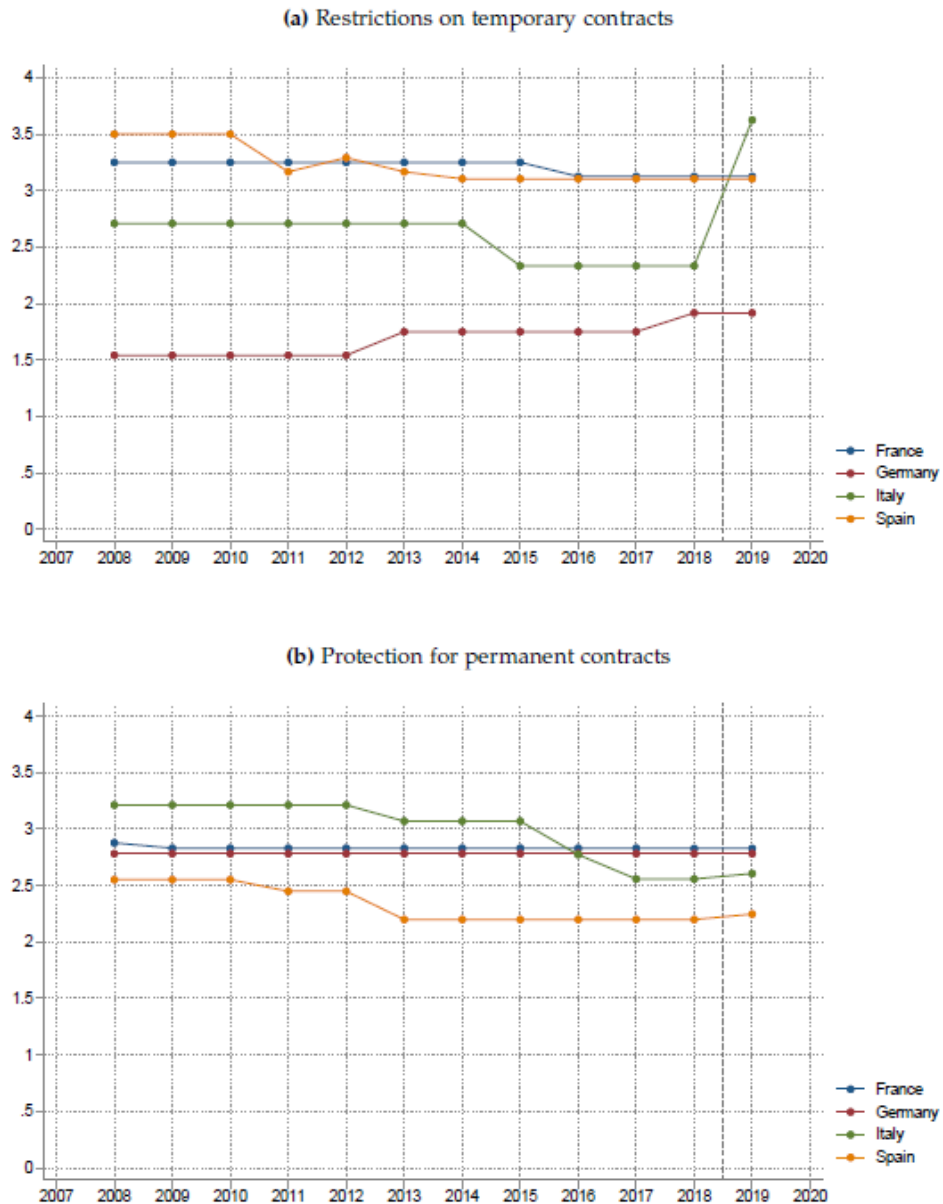 (a) Restrictions on temporary contracts
4
3.5
3
2.5
2
1.5
1
.5
0
2007 2008 2009 2010 2011 2012 2013 2014 2015 2016 2017 2018 2019 2020
France
Germany
Italy
Spain
(b) Protection for permanent contracts
4
3.5
3
2.5
2
1.5
1
.5
0
2007 2008 2009 2010 2011 2012 2013 2014 2015 2016 2017 2018 2019 2020
France
Germany
Italy
Spain